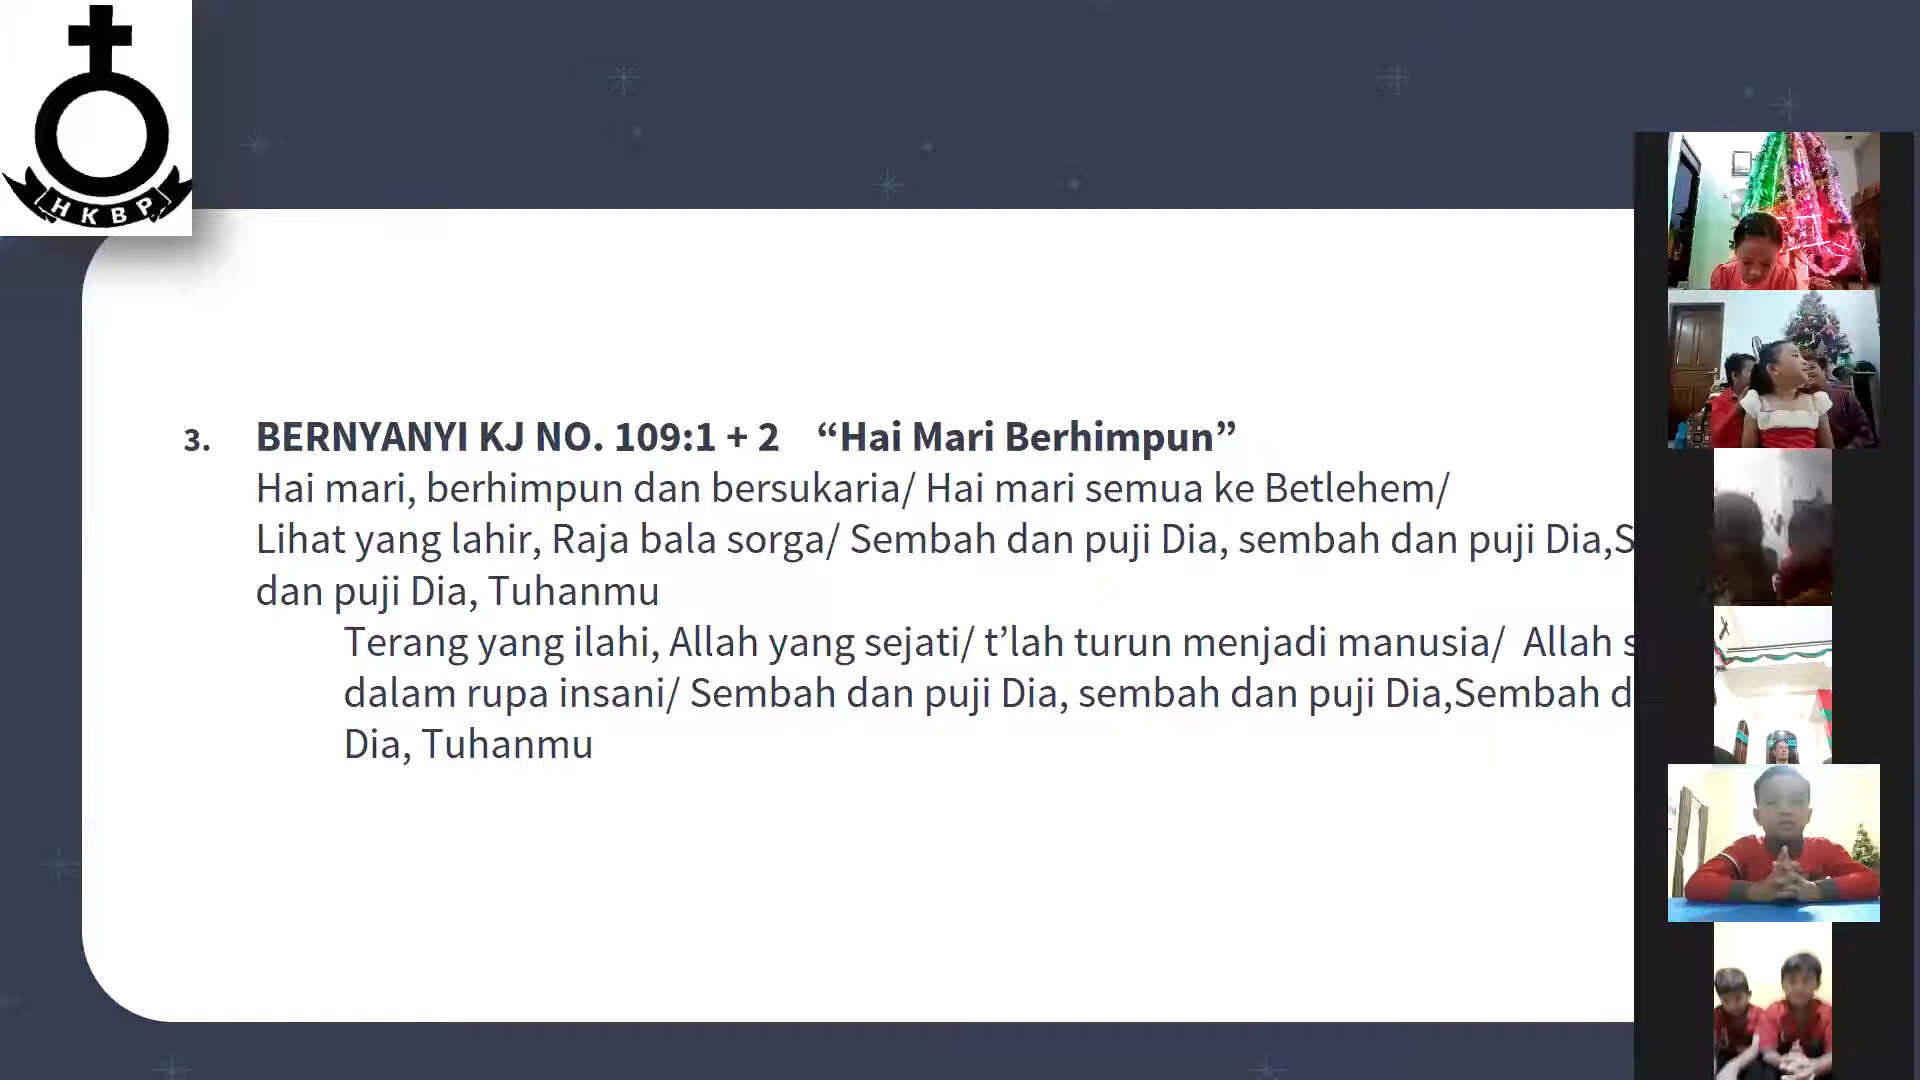 HKBP
3. BERNYANYI KJ NO. 109:1 + 2 “Hai Mari Berhimpun”
Hai mari, berhimpun dan bersukaria/ Hai mari semua ke Betlehem/
Lihat yang lahir, Raja bala sorga/ Sembah dan puji Dia, sembah dan puji Dia,S
dan puji Dia, Tuhanmu
Terang yang ilahi, Allah yang sejati/ t’lah turun menjadi manusia/ Allah s
dalam rupa insani/ Sembah dan puji Dia, sembah dan puji Dia,Sembah d
Dia, Tuhanmu